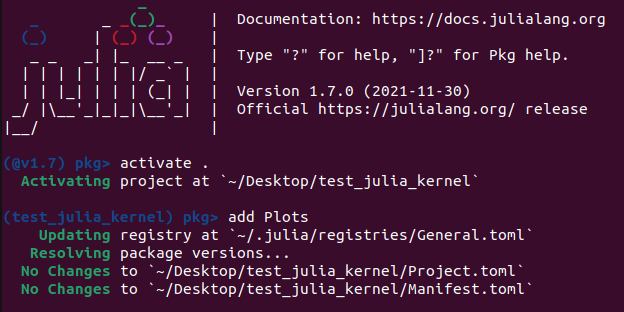 Documentation: https://docs.julialang.org
Type "?" for help, "]?" for Pkg help.
Version 1.7.0 (2021-11-30)
Official https://julialang.org/ release
(@v1.7) pkg> activate .
Activating project at `~/Desktop/test_julia_kernel`
(test_julia_kernel) pkg> add Plots
Updating registry at `~/.julia/registries/General.toml`
Resolving package versions...
No Changes to `~/Desktop/test_julia_kernel/Project.toml`
No Changes to `~/Desktop/test_julia_kernel/Manifest.toml`